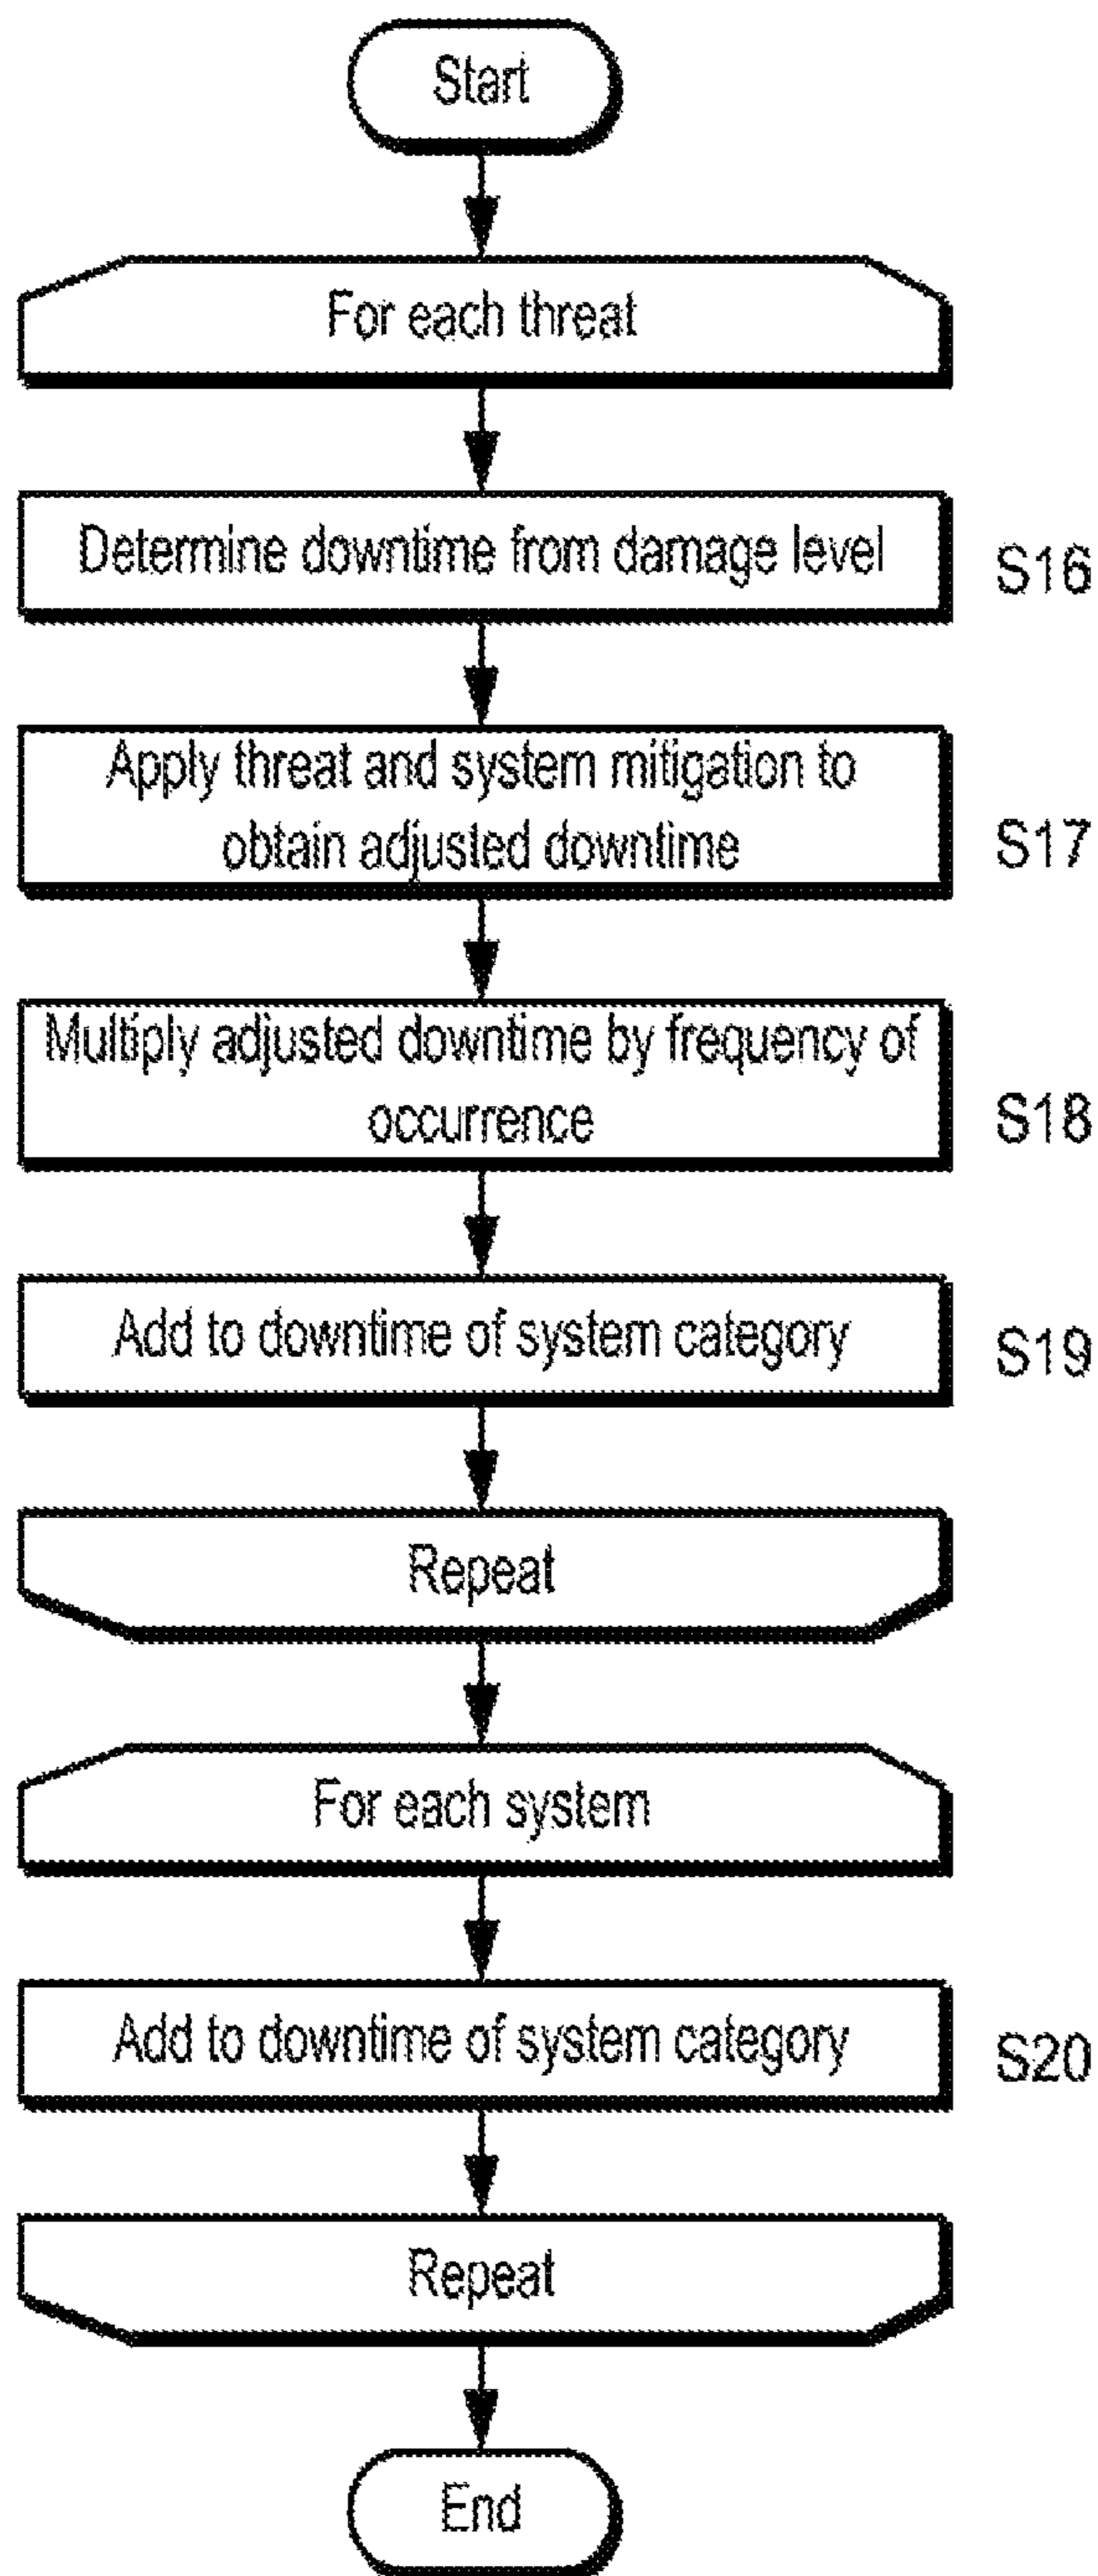 Start
For each threat
Determine downtime from damage level
S16
Apply threat and system mitigation to
obtain adjusted downtime
S17
Multiply adjusted downtime by frequency of
occurrence
S18
Add to downtime of system category
S19
Repeat
For each system
Add to downtime of system category
S20
Repeat
End